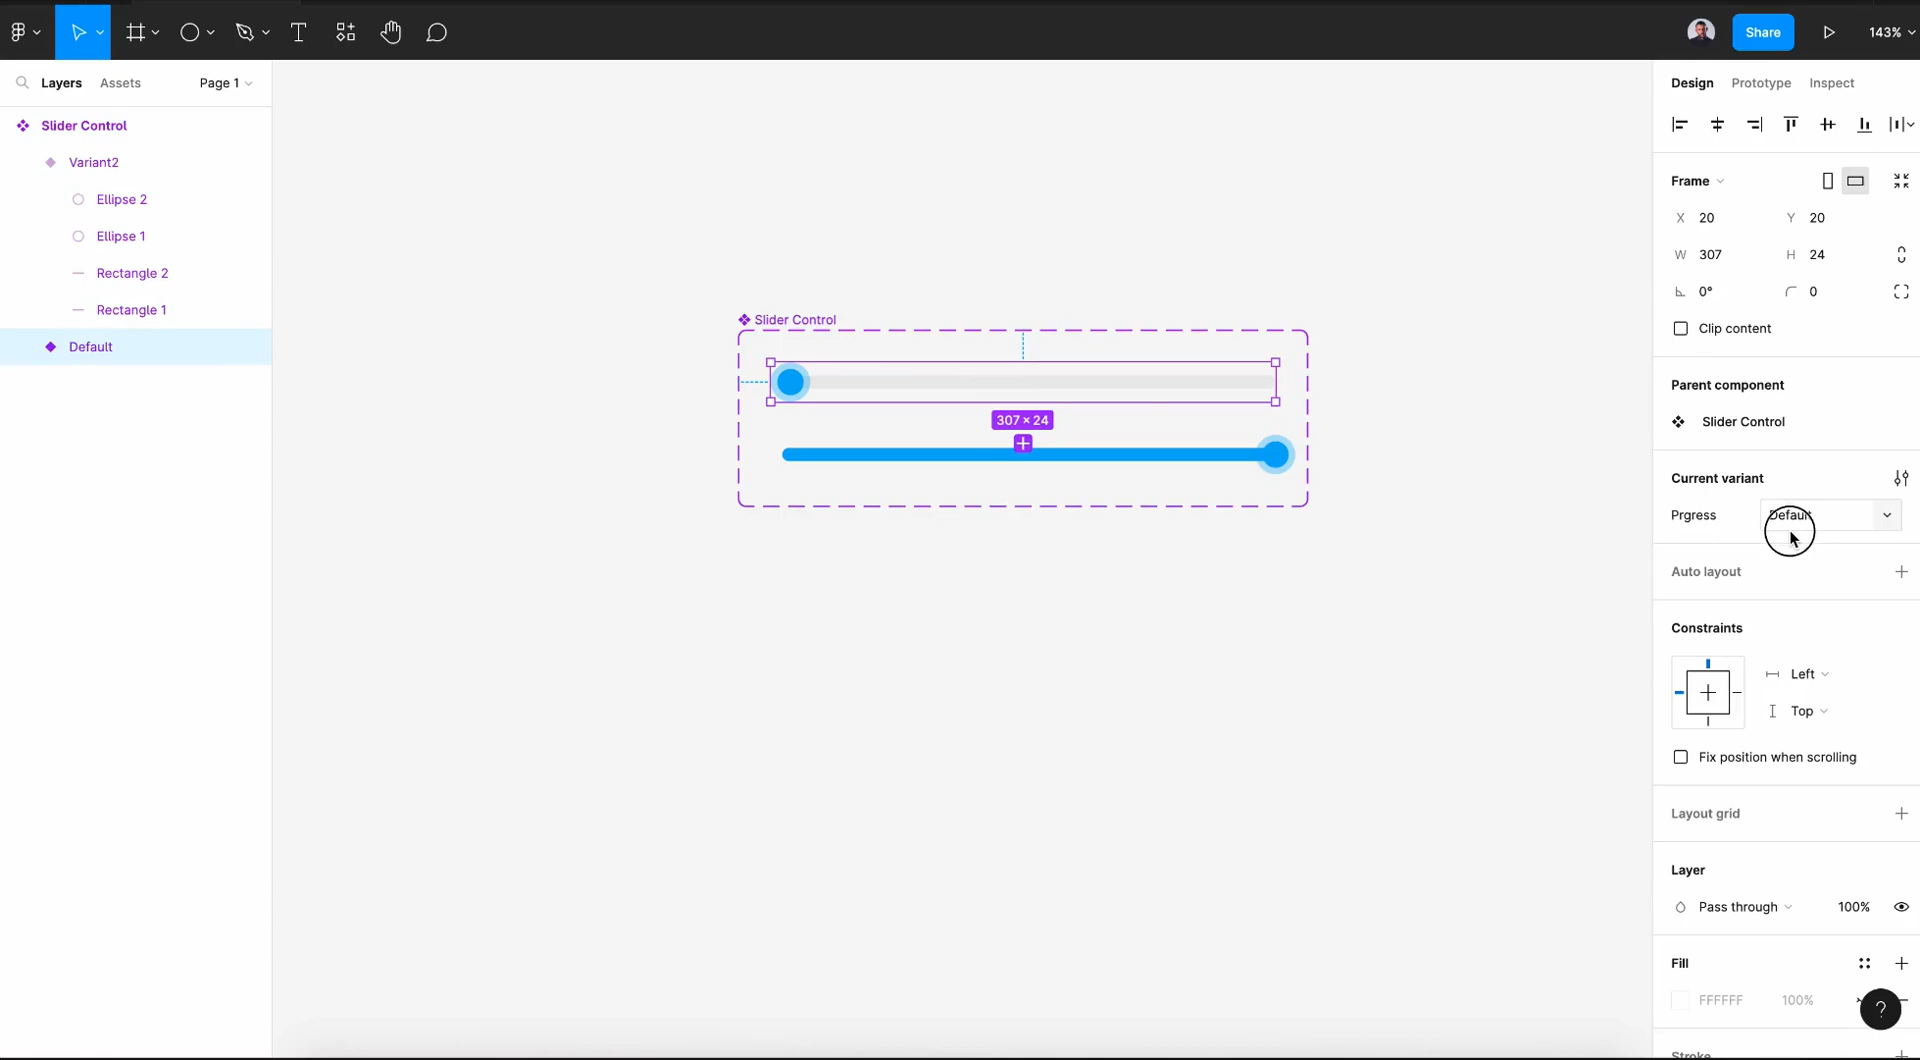 Share
143%
Layers Assets Page 1
Slider Control
Variant2
Ellipse 2
Ellipse 1
Rectangle 2
Rectangle 1
Default
Slider Control
307 × 24
Design Prototype Inspect
Frame
X 20 Y 20
W 307 H 24
0° 0
Clip content
Parent component
Slider Control
Current variant
Prgress Default
Auto layout
Constraints
Left
Top
Fix position when scrolling
Layout grid
Layer
Pass through 100%
Fill
FFFFFF 100%
?
Stroke